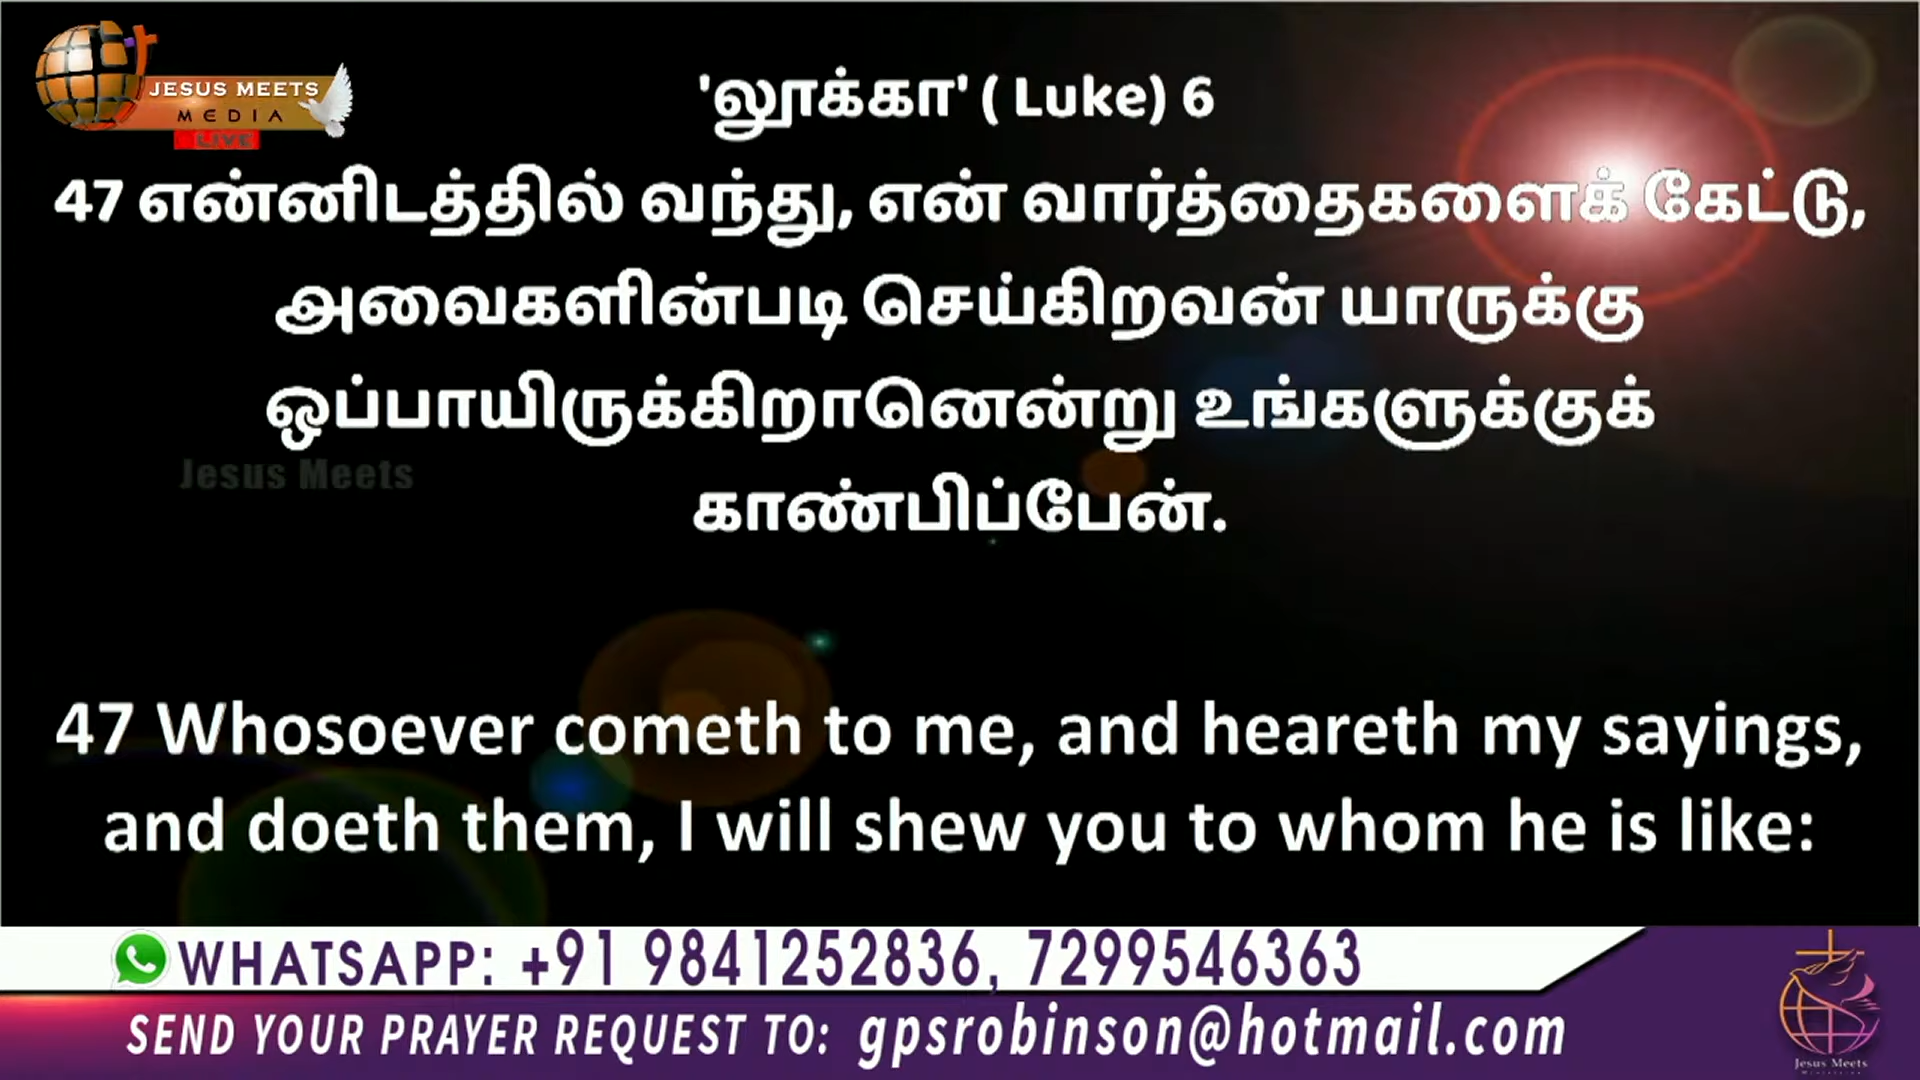 JESUS MEETS
MEDIA
LIVE
'லூக்கா' ( Luke) 6
47 என்னிடத்தில் வந்து, என் வார்த்தைகளைக் கேட்டு,
அவைகளின்படி செய்கிறவன் யாருக்கு
ஒப்பாயிருக்கிறானென்று உங்களுக்குக்
காண்பிப்பேன்.
Jesus Meets
47 Whosoever cometh to me, and heareth my sayings,
and doeth them, I will shew you to whom he is like:
WHATSAPP: +91 9841252836, 7299546363
SEND YOUR PRAYER REQUEST TO: gpsrobinson@hotmail.com
Jesus Meets